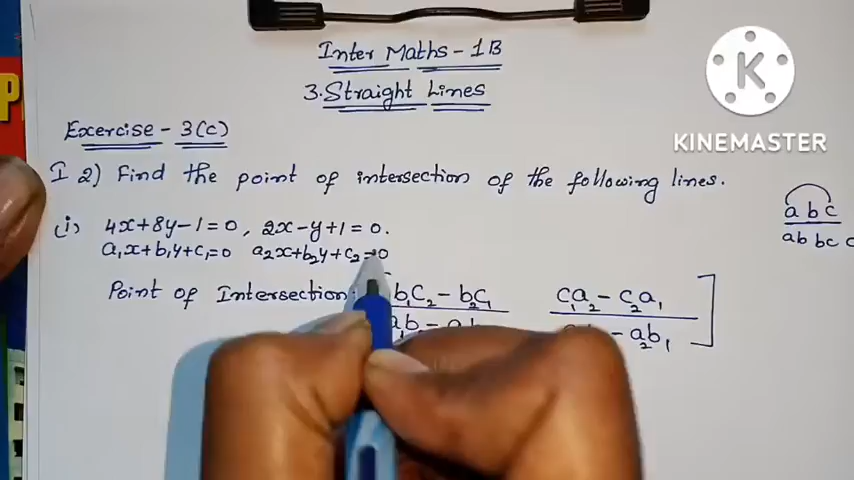 Inter Maths - 1B
3. Straight Lines
KINEMASTER
Exercise - 3(c)
I 2) Find the point of intersection of the following lines.
(i) 4x+8y-1=0, 2x-y+1=0.
a₁x+b₁y+c₁=0 a₂x+b₂y+c₂=0
Point of Intersection: b₁c₂-b₂c₁ c₁a₂-c₂a₁
-a₂b₁
a b c
ab bc c